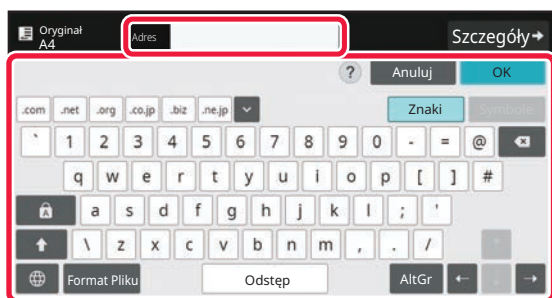 Oryginał
A4
Adres
Szczegóły
? Anuluj OK
.com .net .org .co.jp .biz .ne.jp Znaki Symbole
` 1 2 3 4 5 6 7 8 9 0 - = @
q w e r t y u i o p [ ] #
A a s d f g h j k l ; '
\ z x c v b n m , . /
Format Pliku Odstęp AltGr